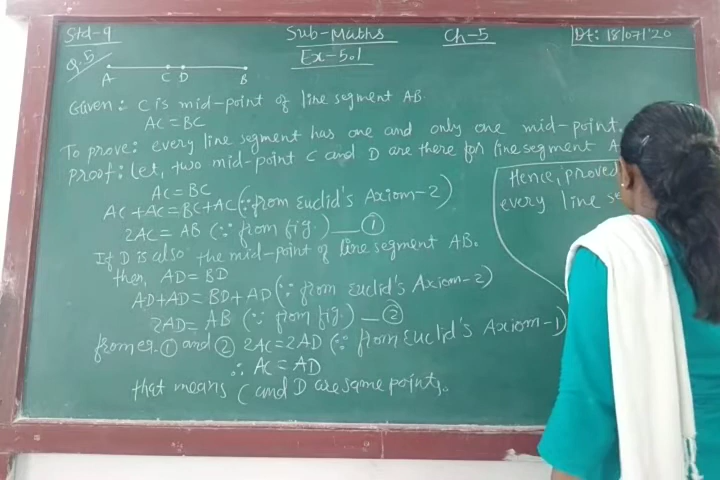 Std-9 Sub-Maths Ch-5 Dt: 18/07/'20
Ex-5.1
Q.5
A C D B
Given: C is mid-point of line segment AB.
AC = BC
To prove: every line segment has one and only one mid-point.
Proof: Let, two mid-point C and D are there for line segment A
AC = BC
AC + AC = BC + AC (∵ from Euclid's Axiom-2)
2AC = AB (∵ from fig.) — ①
If D is also the mid-point of line segment AB.
then, AD = BD
AD + AD = BD + AD (∵ from Euclid's Axiom-2)
2AD = AB (∵ from fig.) — ②
from eq. ① and ② 2AC = 2AD (∵ from Euclid's Axiom-1)
∴ AC = AD
that means C and D are same points.
Hence, proved
every line se